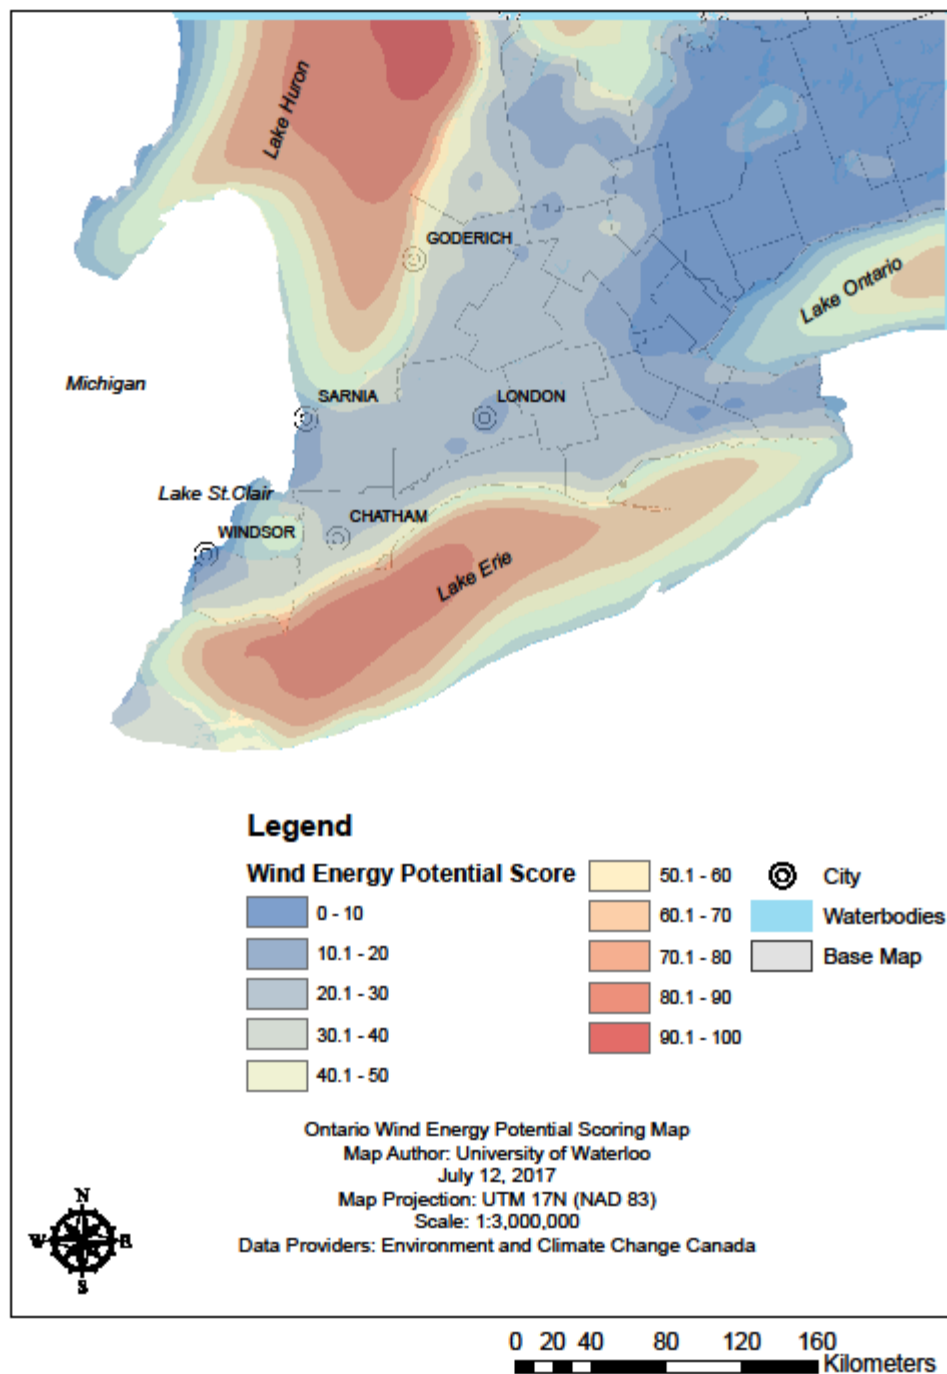 Lake Huron
GODERICH
Lake Ontario
Michigan
SARNIA
LONDON
Lake St.Clair
WINDSOR
CHATHAM
Lake Erie
Legend
Wind Energy Potential Score
0 - 10
10.1 - 20
20.1 - 30
30.1 - 40
40.1 - 50
50.1 - 60
60.1 - 70
70.1 - 80
80.1 - 90
90.1 - 100
City
Waterbodies
Base Map
Ontario Wind Energy Potential Scoring Map
Map Author: University of Waterloo
July 12, 2017
Map Projection: UTM 17N (NAD 83)
Scale: 1:3,000,000
Data Providers: Environment and Climate Change Canada
N
W E
S
0 20 40 80 120 160
Kilometers